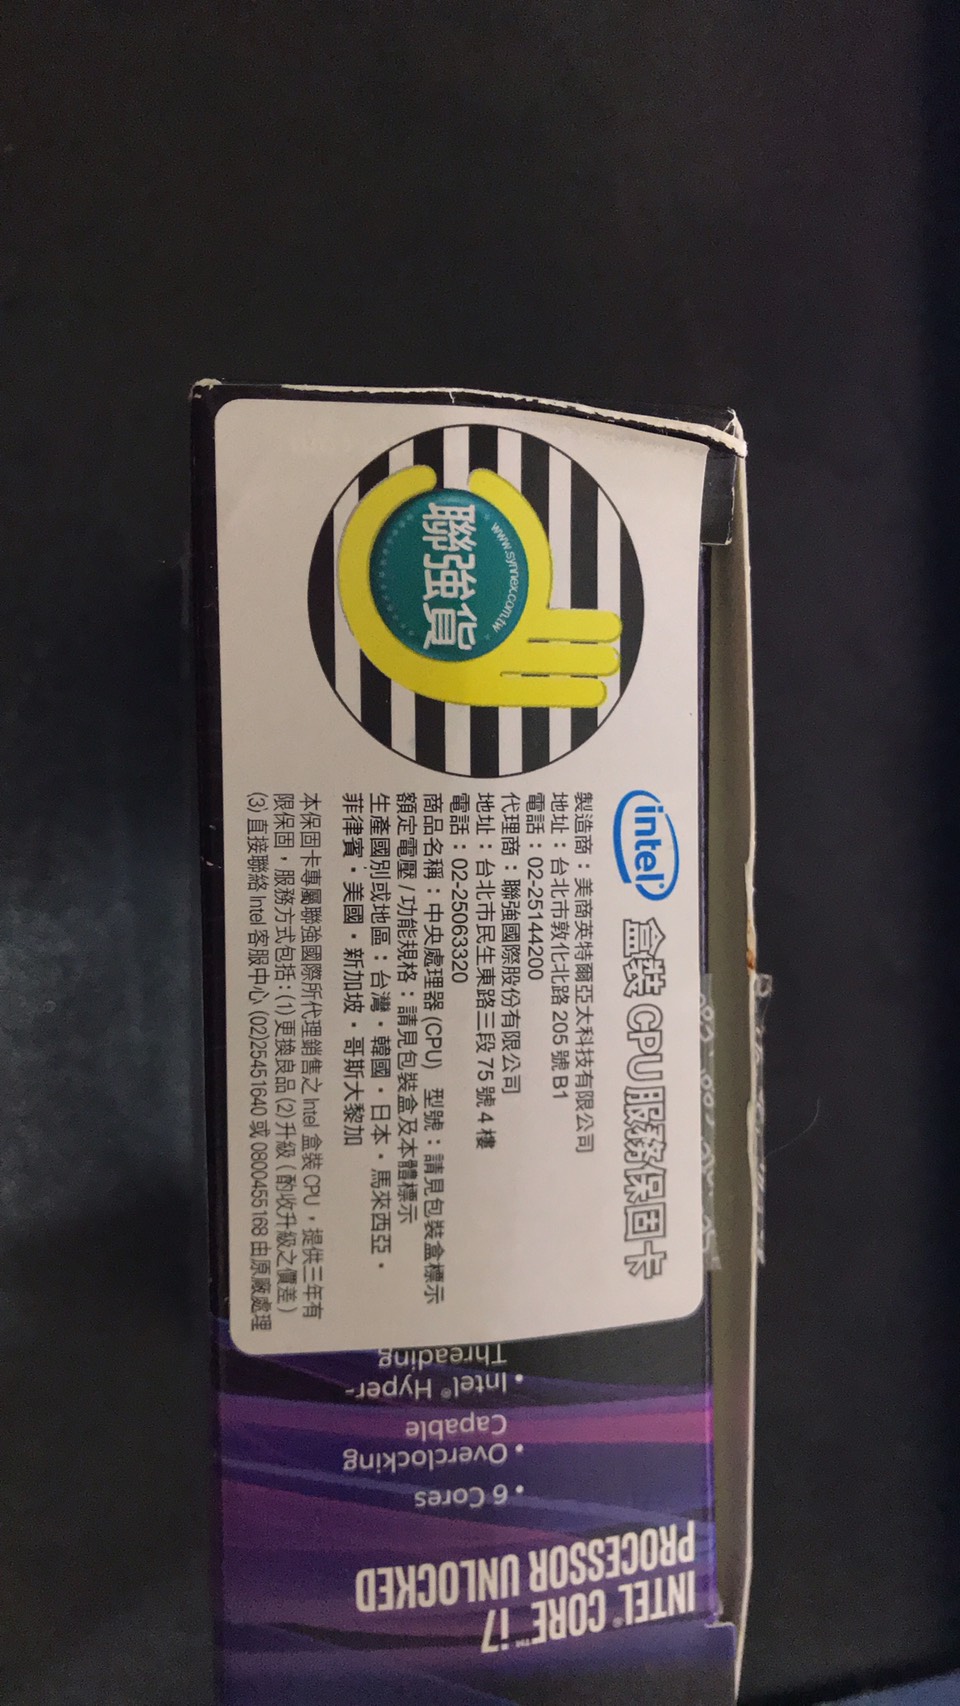 聯強貨
www.synnex.com.tw
intel®
盒裝 CPU 服務保固卡
製造商：美商英特爾亞太科技有限公司
地址：台北市敦化北路 205 號 B1
電話：02-25144200
代理商：聯強國際股份有限公司
地址：台北市民生東路三段 75 號 4 樓
電話：02-25063320
商品名稱：中央處理器 (CPU) 型號：請見包裝盒標示
額定電壓 / 功能規格：請見包裝盒及本體標示
生產國別或地區：台灣・韓國・日本・馬來西亞・
菲律賓・美國・新加坡・哥斯大黎加
本保固卡專屬聯強國際所代理銷售之 Intel 盒裝 CPU，提供三年有
限保固，服務方式包括：(1) 更換良品 (2) 升級 ( 酌收升級之價差 )
(3) 直接聯絡 Intel 客服中心 (02)25451640 或 0800455168 由原廠處理
INTEL® CORE™ i7
PROCESSOR UNLOCKED
• 6 Cores
• Overclocking
Capable
• Intel® Hyper-
Threading